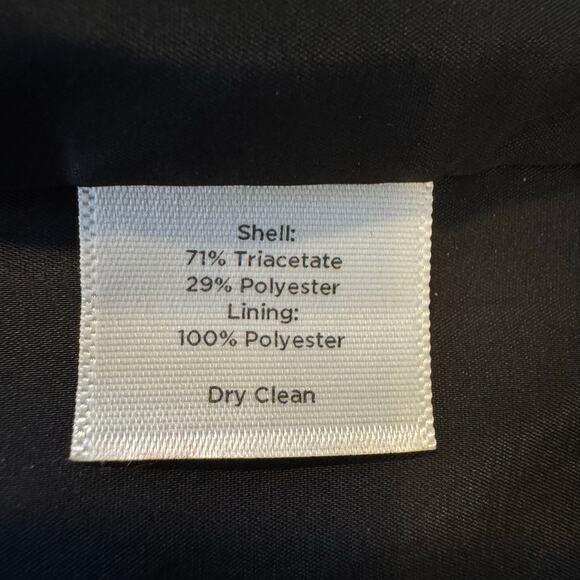 Shell:
71% Triacetate
29% Polyester
Lining:
100% Polyester
Dry Clean